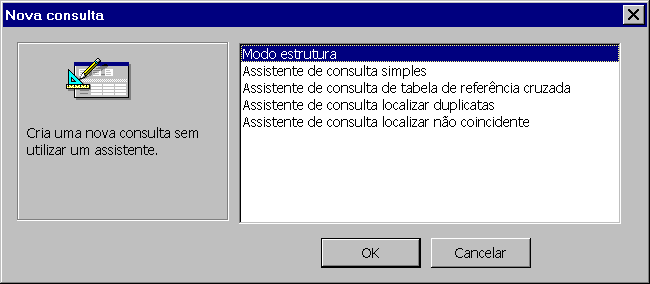 Nova consulta
Cria uma nova consulta sem
utilizar um assistente.
Modo estrutura
Assistente de consulta simples
Assistente de consulta de tabela de referência cruzada
Assistente de consulta localizar duplicatas
Assistente de consulta localizar não coincidente
OK
Cancelar